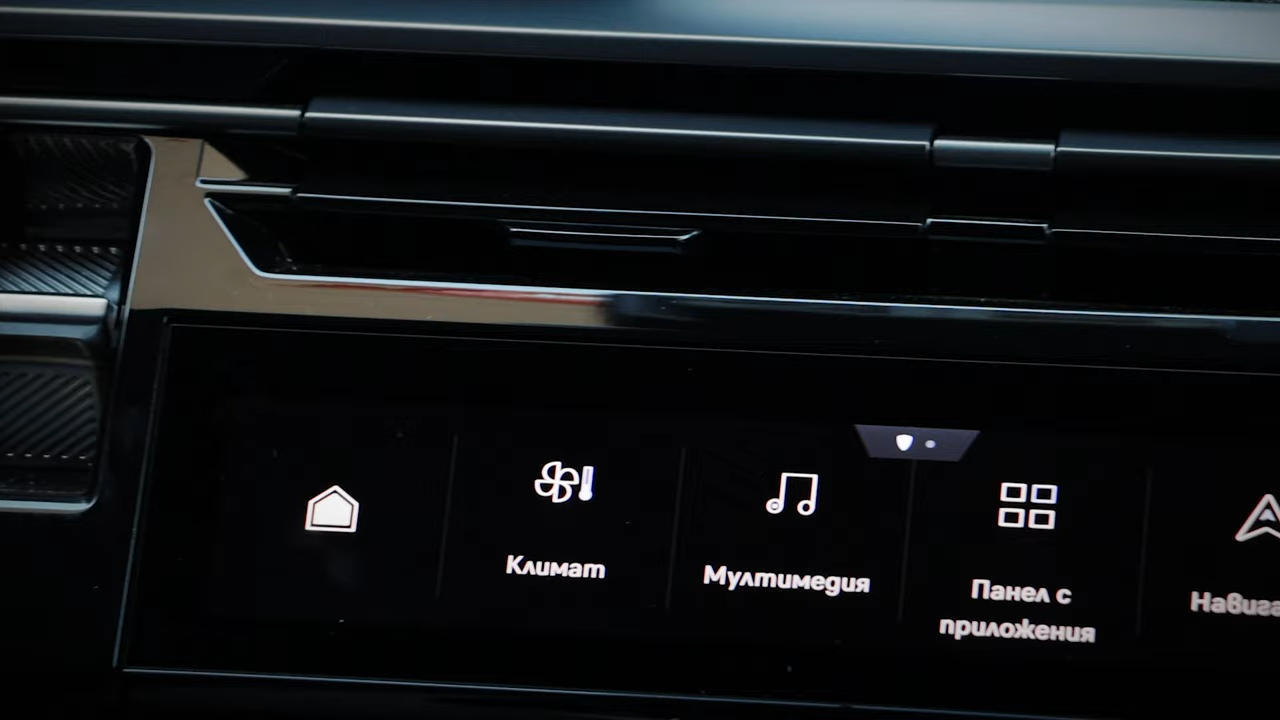 Климат
Мултимедия
Панел с
приложения